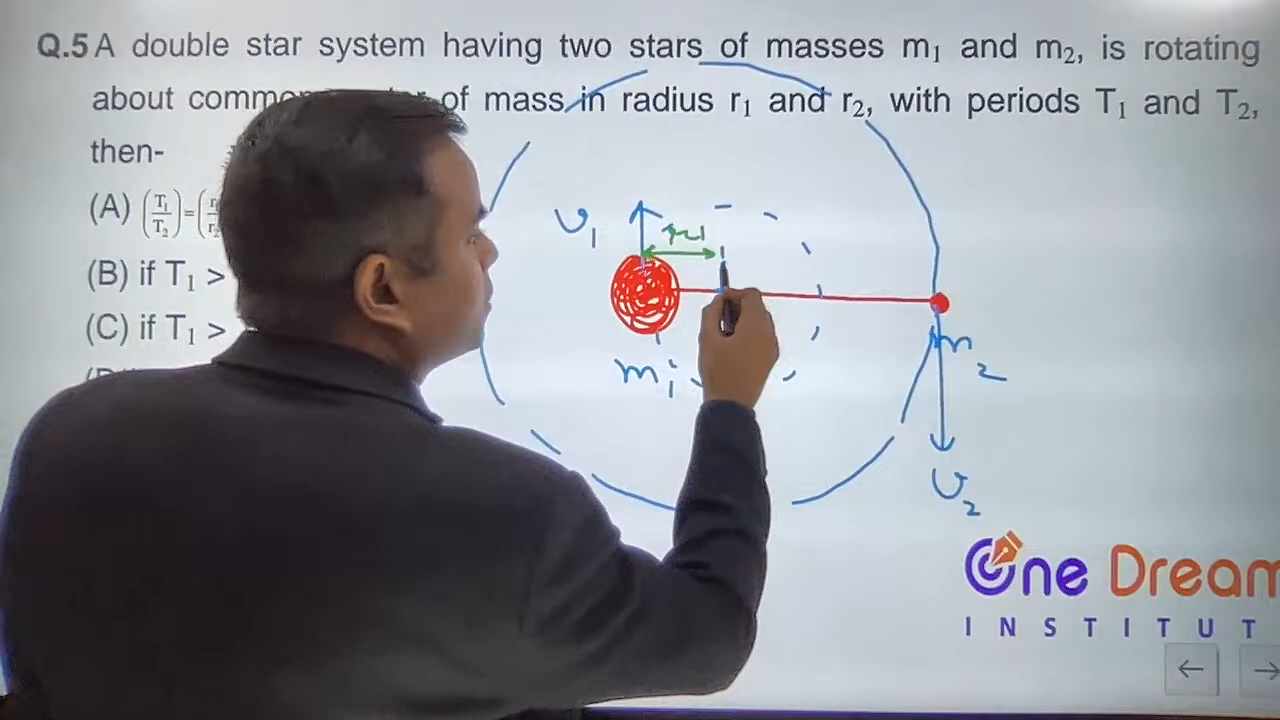 Q.5 A double star system having two stars of masses m₁ and m₂, is rotating
about of mass in radius r₁ and r₂, with periods T₁ and T₂,
then-
(A) (T₁/T₂)=(
(B) if T₁ >
(C) if T₁ >
v₁
r₁
m₁
m₂
v₂
One Dream
INSTITUT